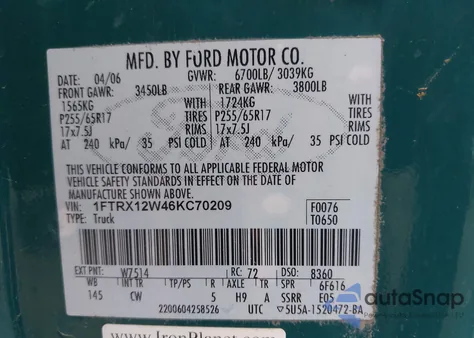 MFD. BY FORD MOTOR CO.
DATE: 04/06 GVWR: 6700LB/ 3039KG
FRONT GAWR: 3450LB REAR GAWR: 3800LB
1565KG WITH 1724KG WITH
P255/65R17 TIRES P255/65R17 TIRES
17x7.5J RIMS 17x7.5J RIMS
AT 240 kPa/ 35 PSI COLD AT 240 kPa/ 35 PSI COLD
THIS VEHICLE CONFORMS TO ALL APPLICABLE FEDERAL MOTOR
VEHICLE SAFETY STANDARDS IN EFFECT ON THE DATE OF
MANUFACTURE SHOWN ABOVE.
VIN: 1FTRX12W46KC70209 F0076
TYPE: Truck T0650
EXT PNT: W7514 RC: 72 DSO: 8360
WB INT TR TP/PS R AXLE TR SPR 6F616
145 CW 5 H9 A SSRR E05
2200604258526 UTC 5U5A-1520472-BA
autoSnap
www.IronPlanet.com